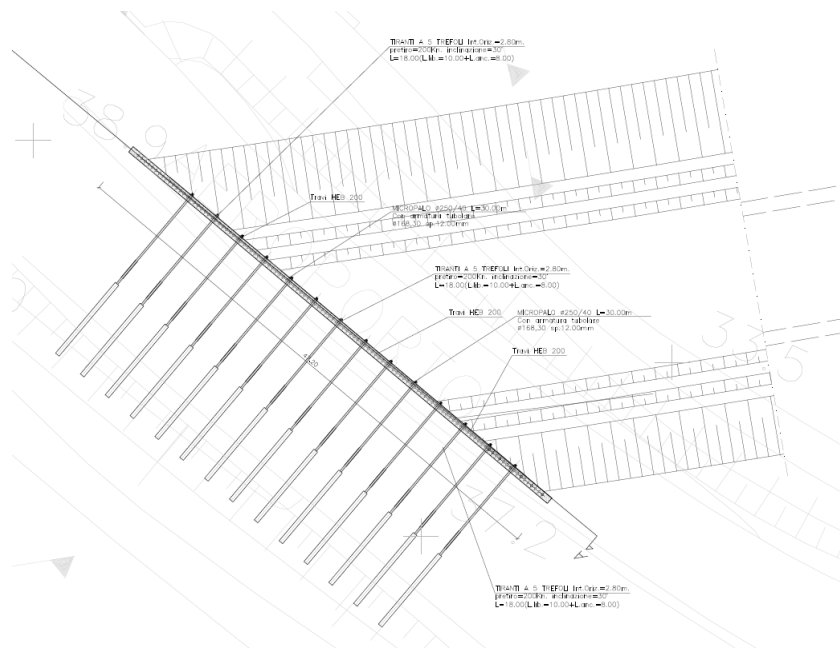 TIRANTI A 5 TREFOLI Int.Oriz.=2.80m.
pretiro=200Kn. inclinazione=30°
L=18.00(L.lib.=10.00+L.anc.=8.00)
389
Travi HEB 200
MICROPALO ø250/40 L=30.00m
Con armatura tubolare
ø168,30 sp.12.00mm
TIRANTI A 5 TREFOLI Int.Oriz.=2.80m.
pretiro=200Kn. inclinazione=30°
L=18.00(L.lib.=10.00+L.anc.=8.00)
Travi HEB 200
MICROPALO ø250/40 L=30.00m
Con armatura tubolare
ø168,30 sp.12.00mm
Travi HEB 200
335
37.2
TIRANTI A 5 TREFOLI Int.Oriz.=2.80m.
pretiro=200Kn. inclinazione=30°
L=18.00(L.lib.=10.00+L.anc.=8.00)